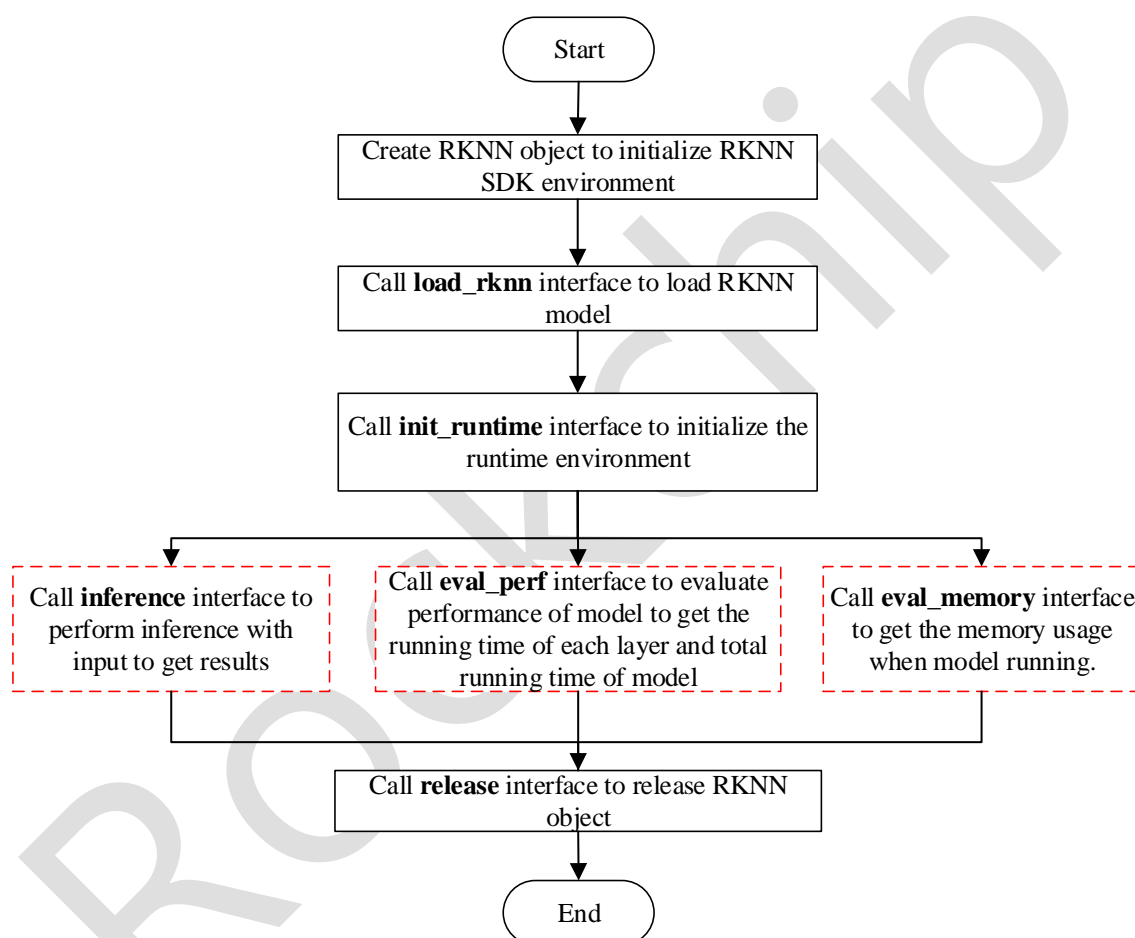 Start
Create RKNN object to initialize RKNN
SDK environment
Call load_rknn interface to load RKNN
model
Call init_runtime interface to initialize the
runtime environment
Call inference interface to
perform inference with
input to get results
Call eval_perf interface to evaluate
performance of model to get the
running time of each layer and total
running time of model
Call eval_memory interface
to get the memory usage
when model running.
Call release interface to release RKNN
object
End
Rockchip